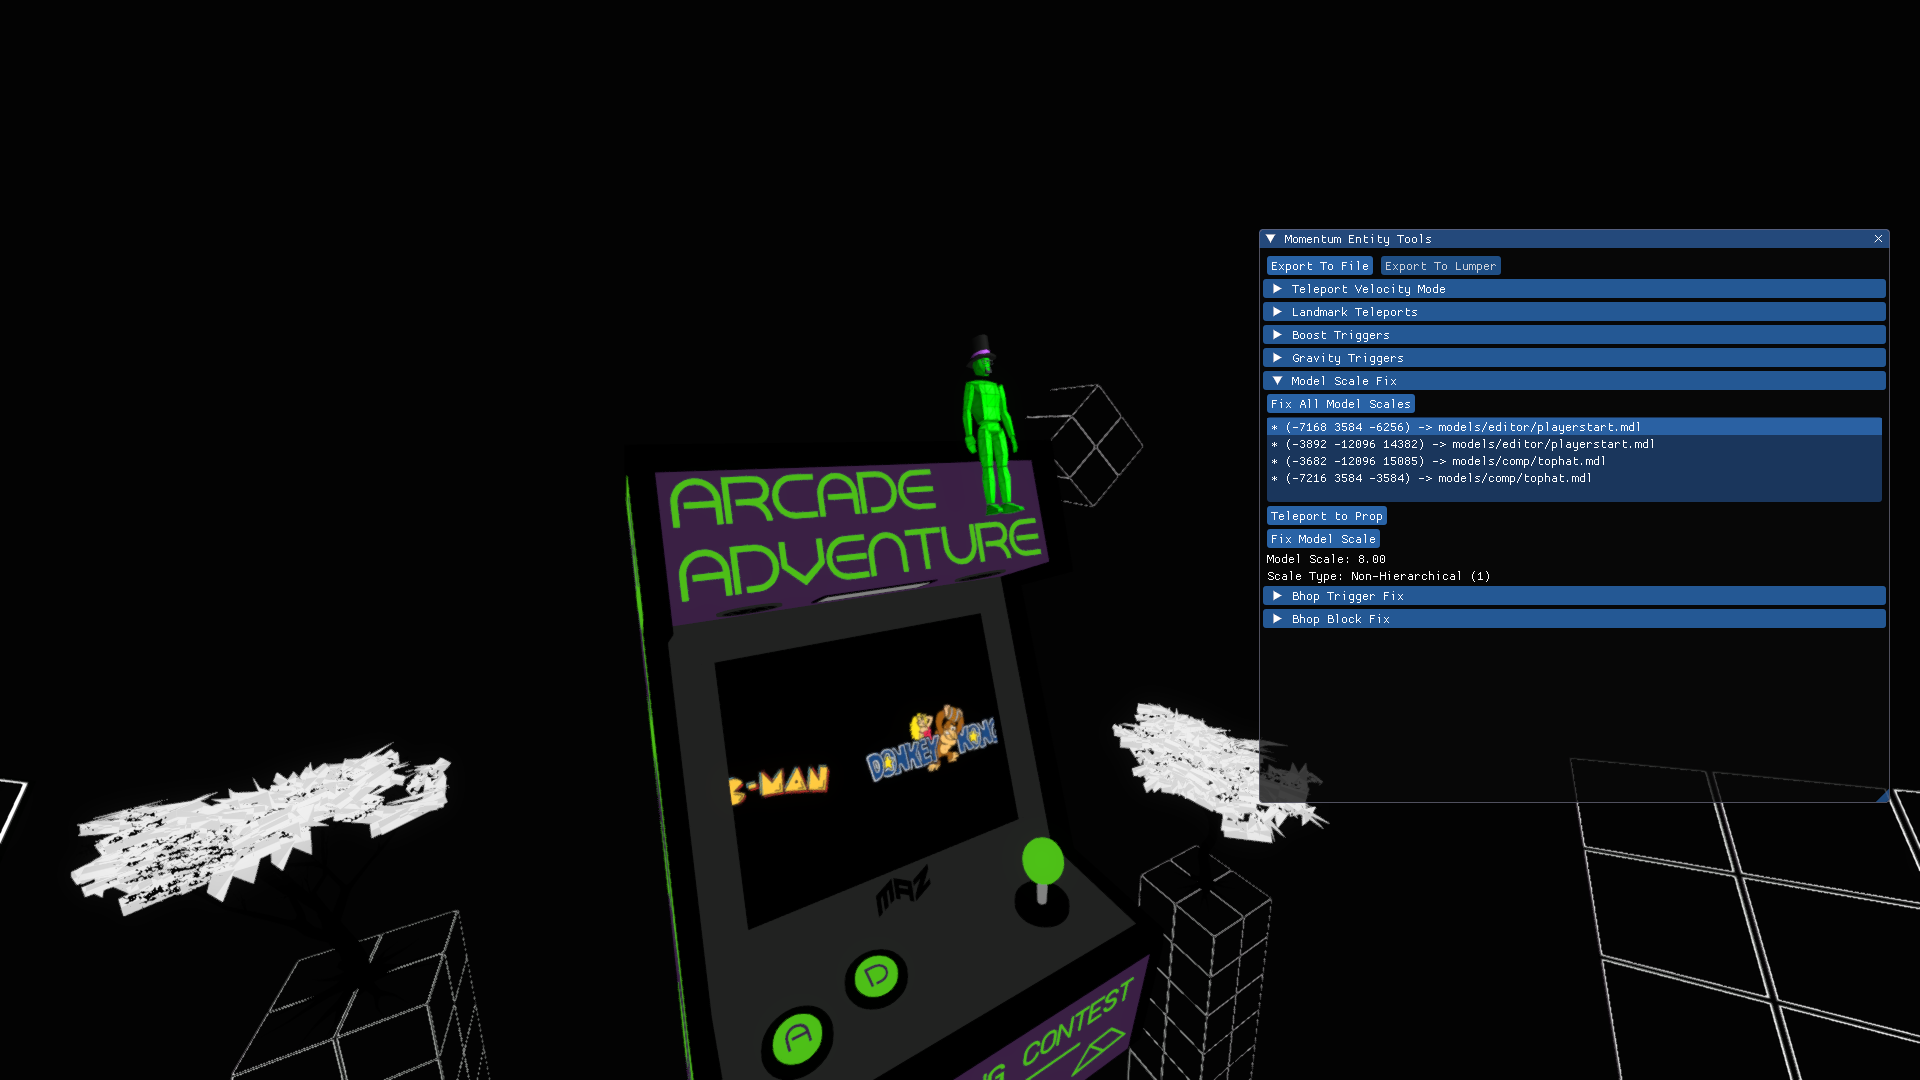 ARCADE
ADVENTURE
C-MAN
DONKEY KONG
MAZ
D
A
CONTEST
Momentum Entity Tools
Export To File
Export To Lumper
Teleport Velocity Mode
Landmark Teleports
Boost Triggers
Gravity Triggers
Model Scale Fix
Fix All Model Scales
* (-7168 3584 -6256) -> models/editor/playerstart.mdl
* (-3892 -12096 14382) -> models/editor/playerstart.mdl
* (-3682 -12096 15085) -> models/comp/tophat.mdl
* (-7216 3584 -3584) -> models/comp/tophat.mdl
Teleport to Prop
Fix Model Scale
Model Scale: 8.00
Scale Type: Non-Hierarchical (1)
Bhop Trigger Fix
Bhop Block Fix